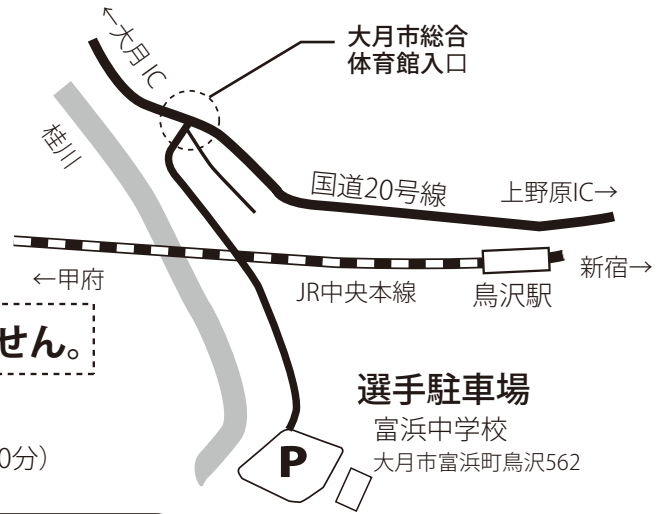 ←大月IC
大月市総合
体育館入口
桂川
国道20号線
上野原IC→
←甲府
JR中央本線
鳥沢駅
新宿→
せん。
選手駐車場
富浜中学校
大月市富浜町鳥沢562
P
0分）